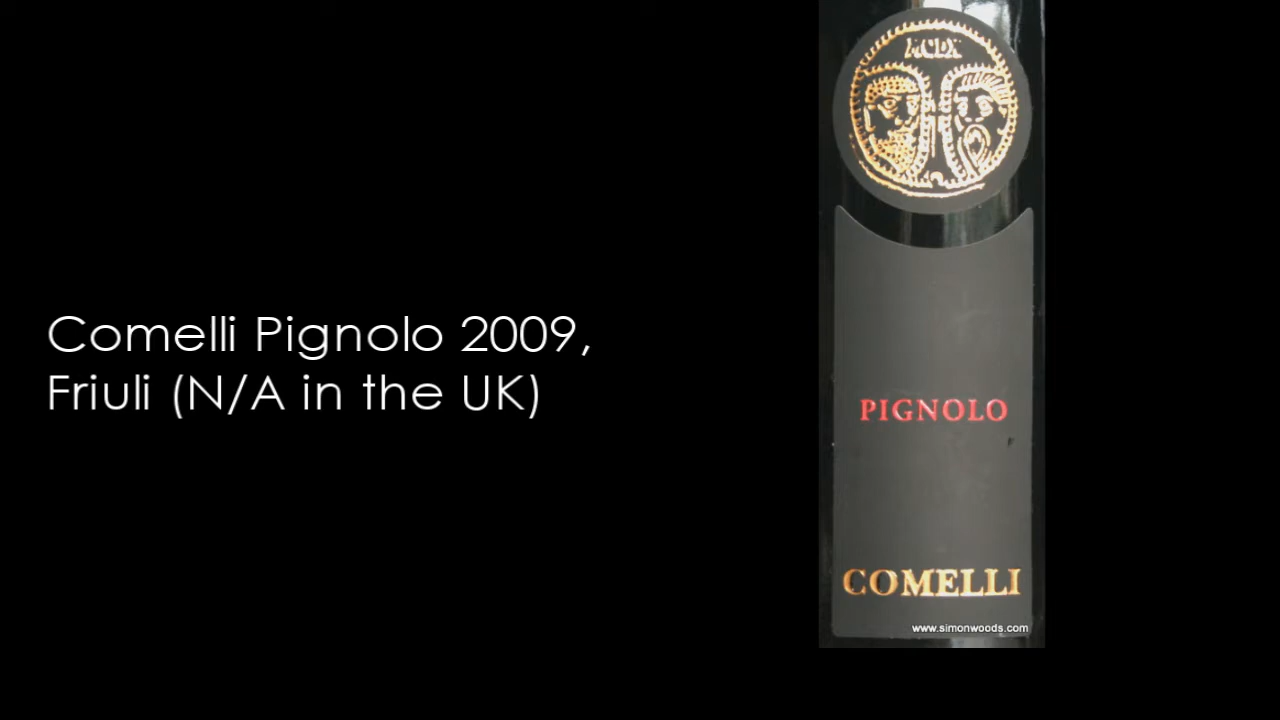 Comelli Pignolo 2009,
Friuli (N/A in the UK)
MCDX
PIGNOLO
COMELLI
www.simonwoods.com